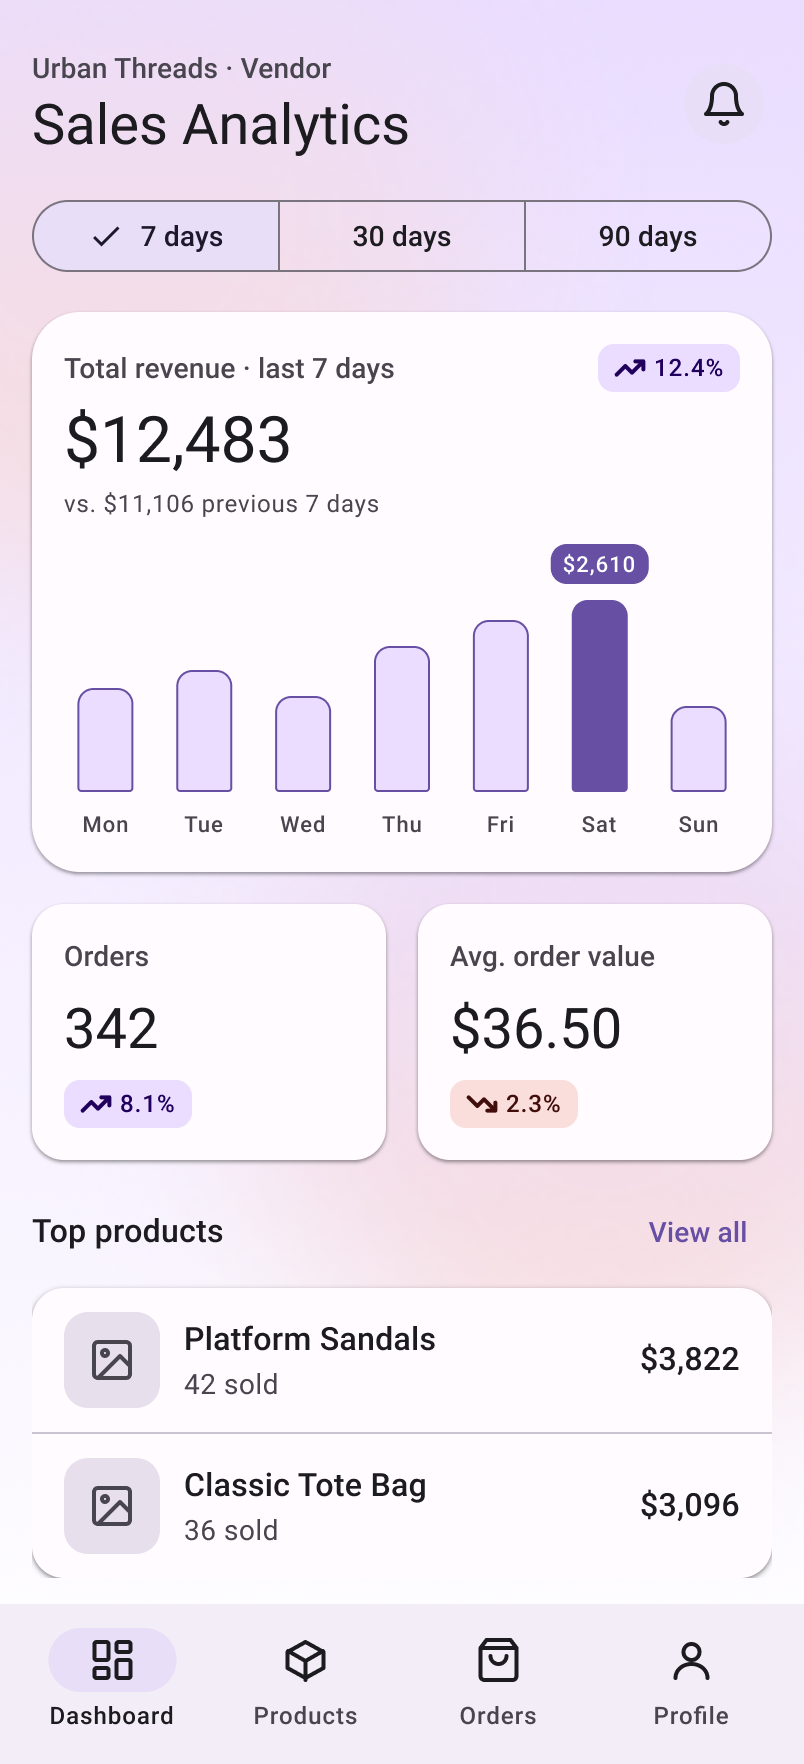 Urban Threads · Vendor
Sales Analytics
7 days
30 days
90 days
Total revenue · last 7 days
12.4%
$12,483
vs. $11,106 previous 7 days
$2,610
Mon
Tue
Wed
Thu
Fri
Sat
Sun
Orders
342
8.1%
Avg. order value
$36.50
2.3%
Top products
View all
Platform Sandals
42 sold
$3,822
Classic Tote Bag
36 sold
$3,096
Dashboard
Products
Orders
Profile